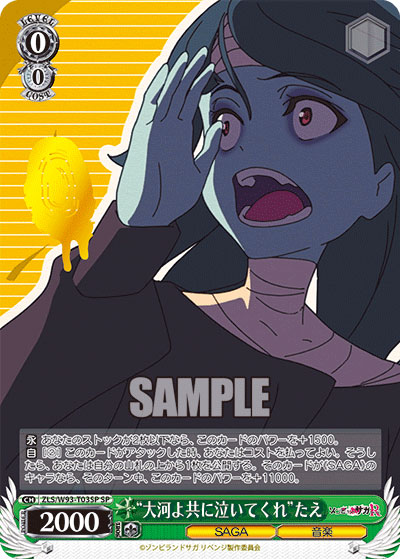 LEVEL
0
0
COST
SAMPLE
永 あなたのストックが2枚以下なら、このカードのパワーを+1500。
自 [①] このカードがアタックした時、あなたはコストを払ってよい。そうし
たら、あなたは自分の山札の上から1枚を公開する。そのカードが《SAGA》の
キャラなら、そのターン中、このカードのパワーを+11000。
CH ZLS/W93-T03SP SP
“大河よ共に泣いてくれ”たえ
2000
SAGA 音楽
©ゾンビランドサガ リベンジ製作委員会